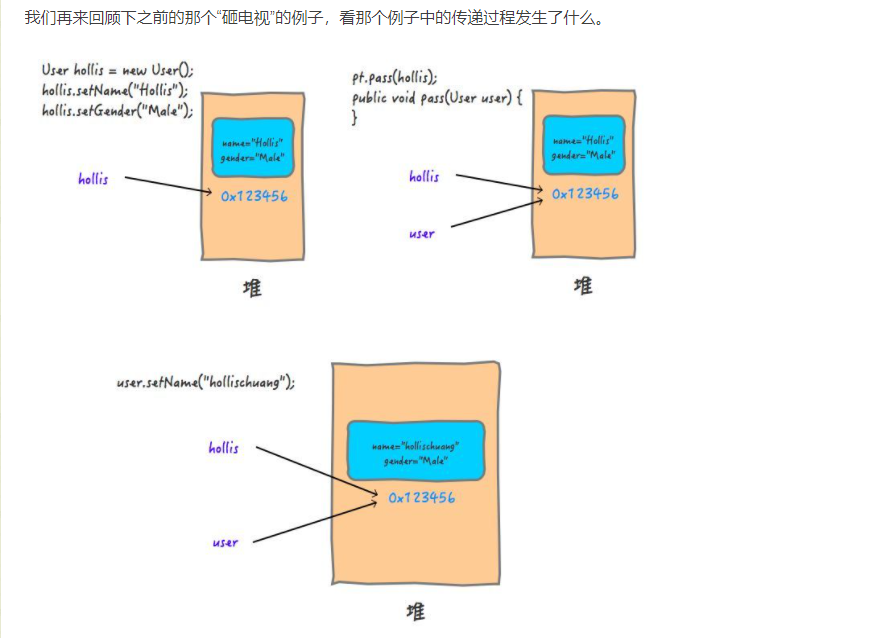 我们再来回顾下之前的那个“砸电视”的例子，看那个例子中的传递过程发生了什么。
User hollis = new User();
hollis.setName("Hollis");
hollis.setGender("Male");
name="Hollis"
gender="Male"
hollis
0x123456
堆
pt.pass(hollis);
public void pass(User user) {
}
name="Hollis"
gender="Male"
hollis
0x123456
user
堆
user.setName("hollischuang");
name="hollischuang"
gender="Male"
hollis
0x123456
user
堆